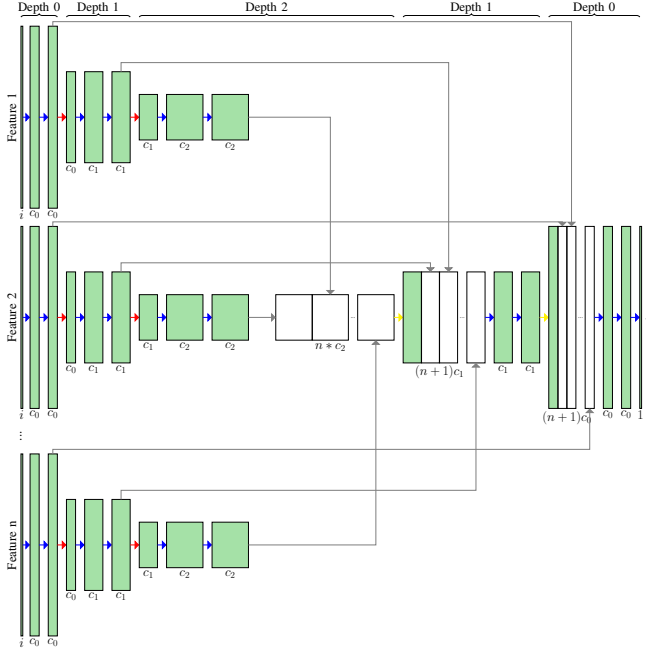 Depth 0 Depth 1 Depth 2 Depth 1 Depth 0
Feature 1
c₁ c₂ c₂
c₀ c₁ c₁
i c₀ c₀
Feature 2
c₁ c₂ c₂ n ∗ c₂
c₀ c₁ c₁ (n + 1)c₁ c₁ c₁
i c₀ c₀ (n + 1)c₀ c₀ c₀ 1
...
Feature n
c₁ c₂ c₂
c₀ c₁ c₁
i c₀ c₀